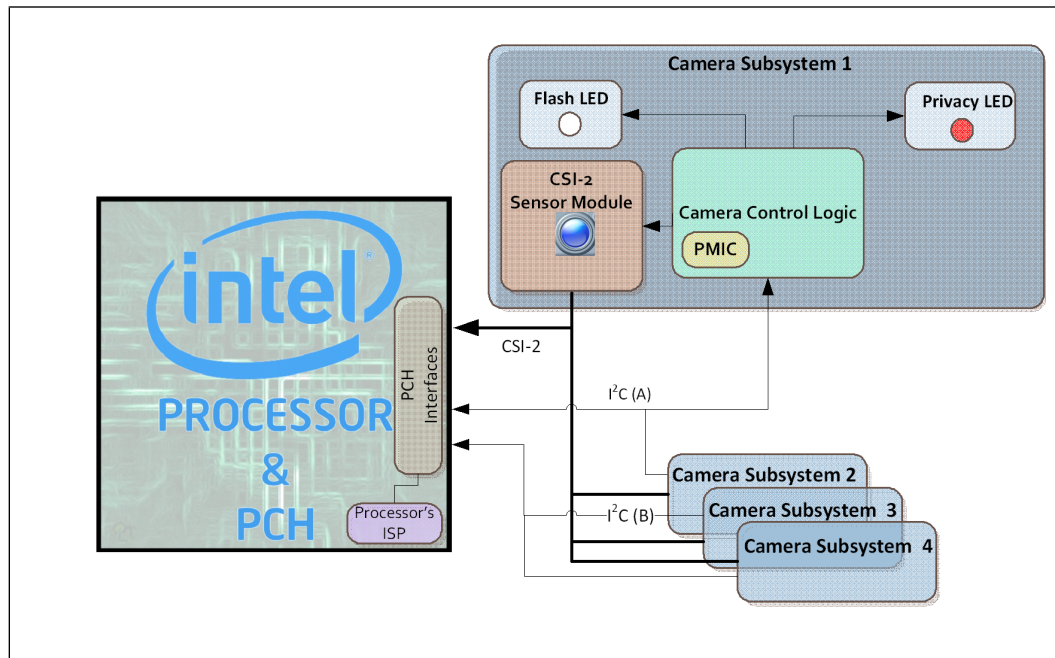 Camera Subsystem 1
Flash LED
Privacy LED
CSI-2
Sensor Module
Camera Control Logic
PMIC
intel
®
PROCESSOR
&
PCH
PCH
Interfaces
Processor's
ISP
CSI-2
I²C (A)
I²C (B)
Camera Subsystem 2
Camera Subsystem 3
Camera Subsystem 4